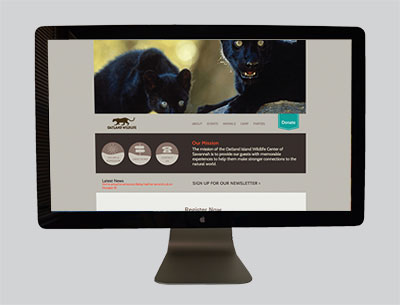 OATLAND WILDLIFE
ABOUT EVENTS ANIMALS CAMP PARTIES
Donate
Our Mission
The mission of the Oatland Island Wildlife Center of
Savannah is to provide our guests with memorable
experiences to help them make stronger connections to the
natural world.
Latest News
SIGN UP FOR OUR NEWSLETTER >
Register Now